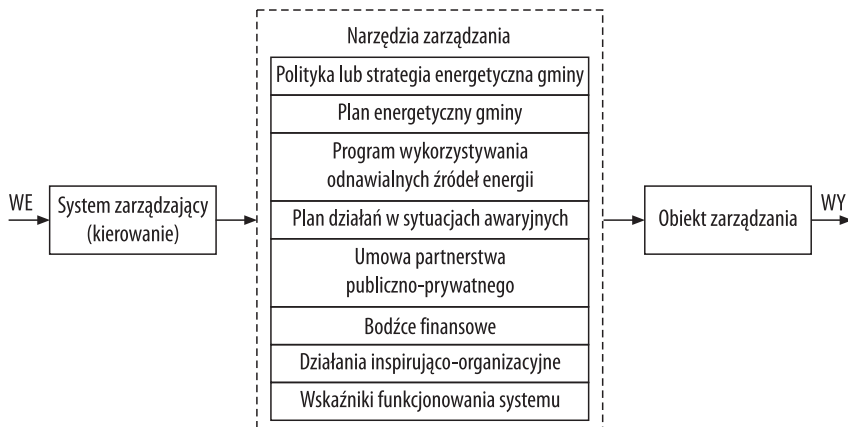 Narzędzia zarządzania
Polityka lub strategia energetyczna gminy
Plan energetyczny gminy
Program wykorzystywania
odnawialnych źródeł energii
WE
System zarządzający
(kierowanie)
Plan działań w sytuacjach awaryjnych
Obiekt zarządzania
WY
Umowa partnerstwa
publiczno-prywatnego
Bodźce finansowe
Działania inspirująco-organizacyjne
Wskaźniki funkcjonowania systemu